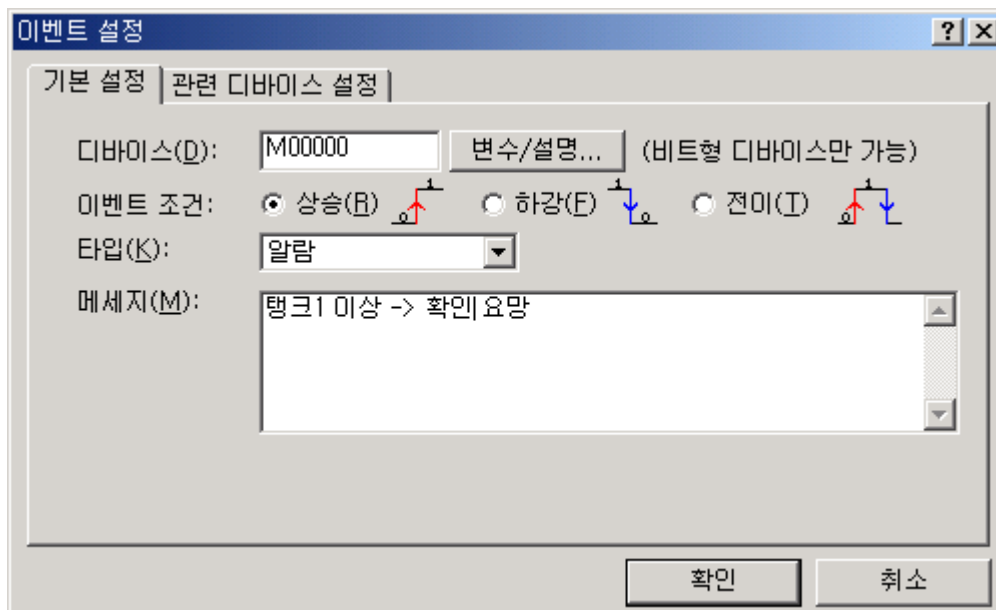 이벤트 설정
기본 설정 관련 디바이스 설정
디바이스(D): M00000 변수/설명... (비트형 디바이스만 가능)
이벤트 조건: 상승(R) 0 1 하강(F) 1 0 전이(T) 0 1
타입(K): 알람
메세지(M): 탱크1 이상 -> 확인 요망
확인 취소